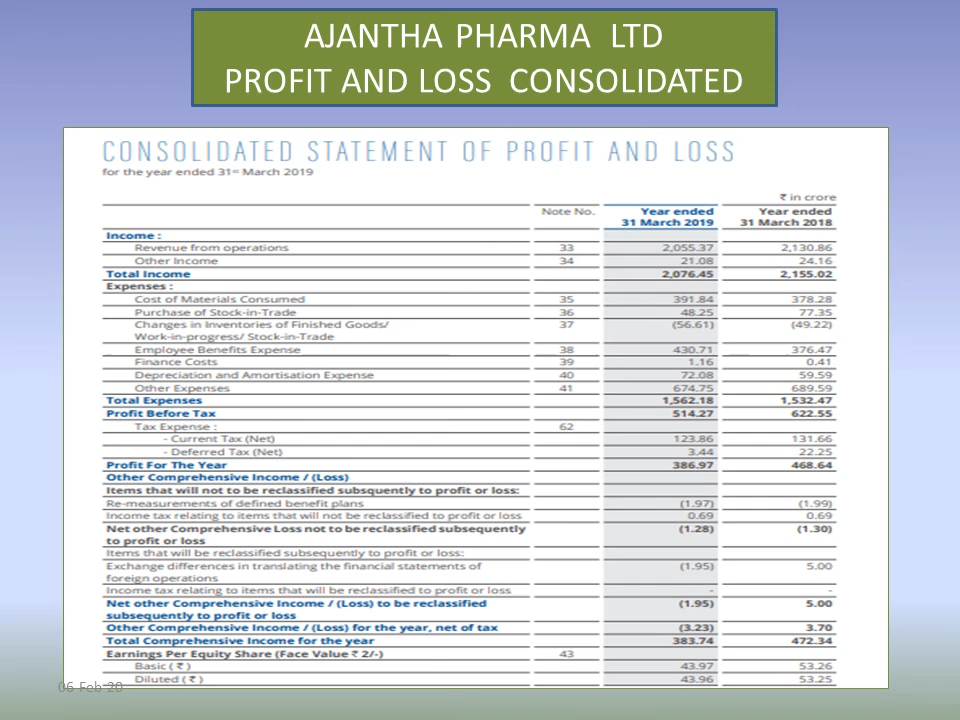 AJANTHA PHARMA LTD
PROFIT AND LOSS CONSOLIDATED
CONSOLIDATED STATEMENT OF PROFIT AND LOSS
for the year ended 31st March 2019
₹ in crore
Note No. Year ended 31 March 2019 Year ended 31 March 2018
Income :
Revenue from operations 33 2,055.37 2,130.86
Other Income 34 21.08 24.16
Total Income 2,076.45 2,155.02
Expenses :
Cost of Materials Consumed 35 391.84 378.28
Purchase of Stock-in-Trade 36 48.25 77.35
Changes in Inventories of Finished Goods/ 37 (56.61) (49.22)
Work-in-progress/ Stock-in-Trade
Employee Benefits Expense 38 430.71 376.47
Finance Costs 39 1.16 0.41
Depreciation and Amortisation Expense 40 72.08 59.59
Other Expenses 41 674.75 689.59
Total Expenses 1,562.18 1,532.47
Profit Before Tax 514.27 622.55
Tax Expense : 62
- Current Tax (Net) 123.86 131.66
- Deferred Tax (Net) 3.44 22.25
Profit For The Year 386.97 468.64
Other Comprehensive Income / (Loss)
Items that will not to be reclassified subsquently to profit or loss:
Re-measurements of defined benefit plans (1.97) (1.99)
Income tax relating to items that will not be reclassified to profit or loss 0.69 0.69
Net other Comprehensive Loss not to be reclassified subsequently (1.28) (1.30)
to profit or loss
Items that will be reclassified subsequently to profit or loss:
Exchange differences in translating the financial statements of (1.95) 5.00
foreign operations
Income tax relating to items that will be reclassified to profit or loss - -
Net other Comprehensive Income / (Loss) to be reclassified (1.95) 5.00
subsequently to profit or loss
Other Comprehensive Income / (Loss) for the year, net of tax (3.23) 3.70
Total Comprehensive Income for the year 383.74 472.34
Earnings Per Equity Share (Face Value ₹ 2/-) 43
Basic ( ₹ ) 43.97 53.26
Diluted ( ₹ ) 43.96 53.25
06-Feb-20